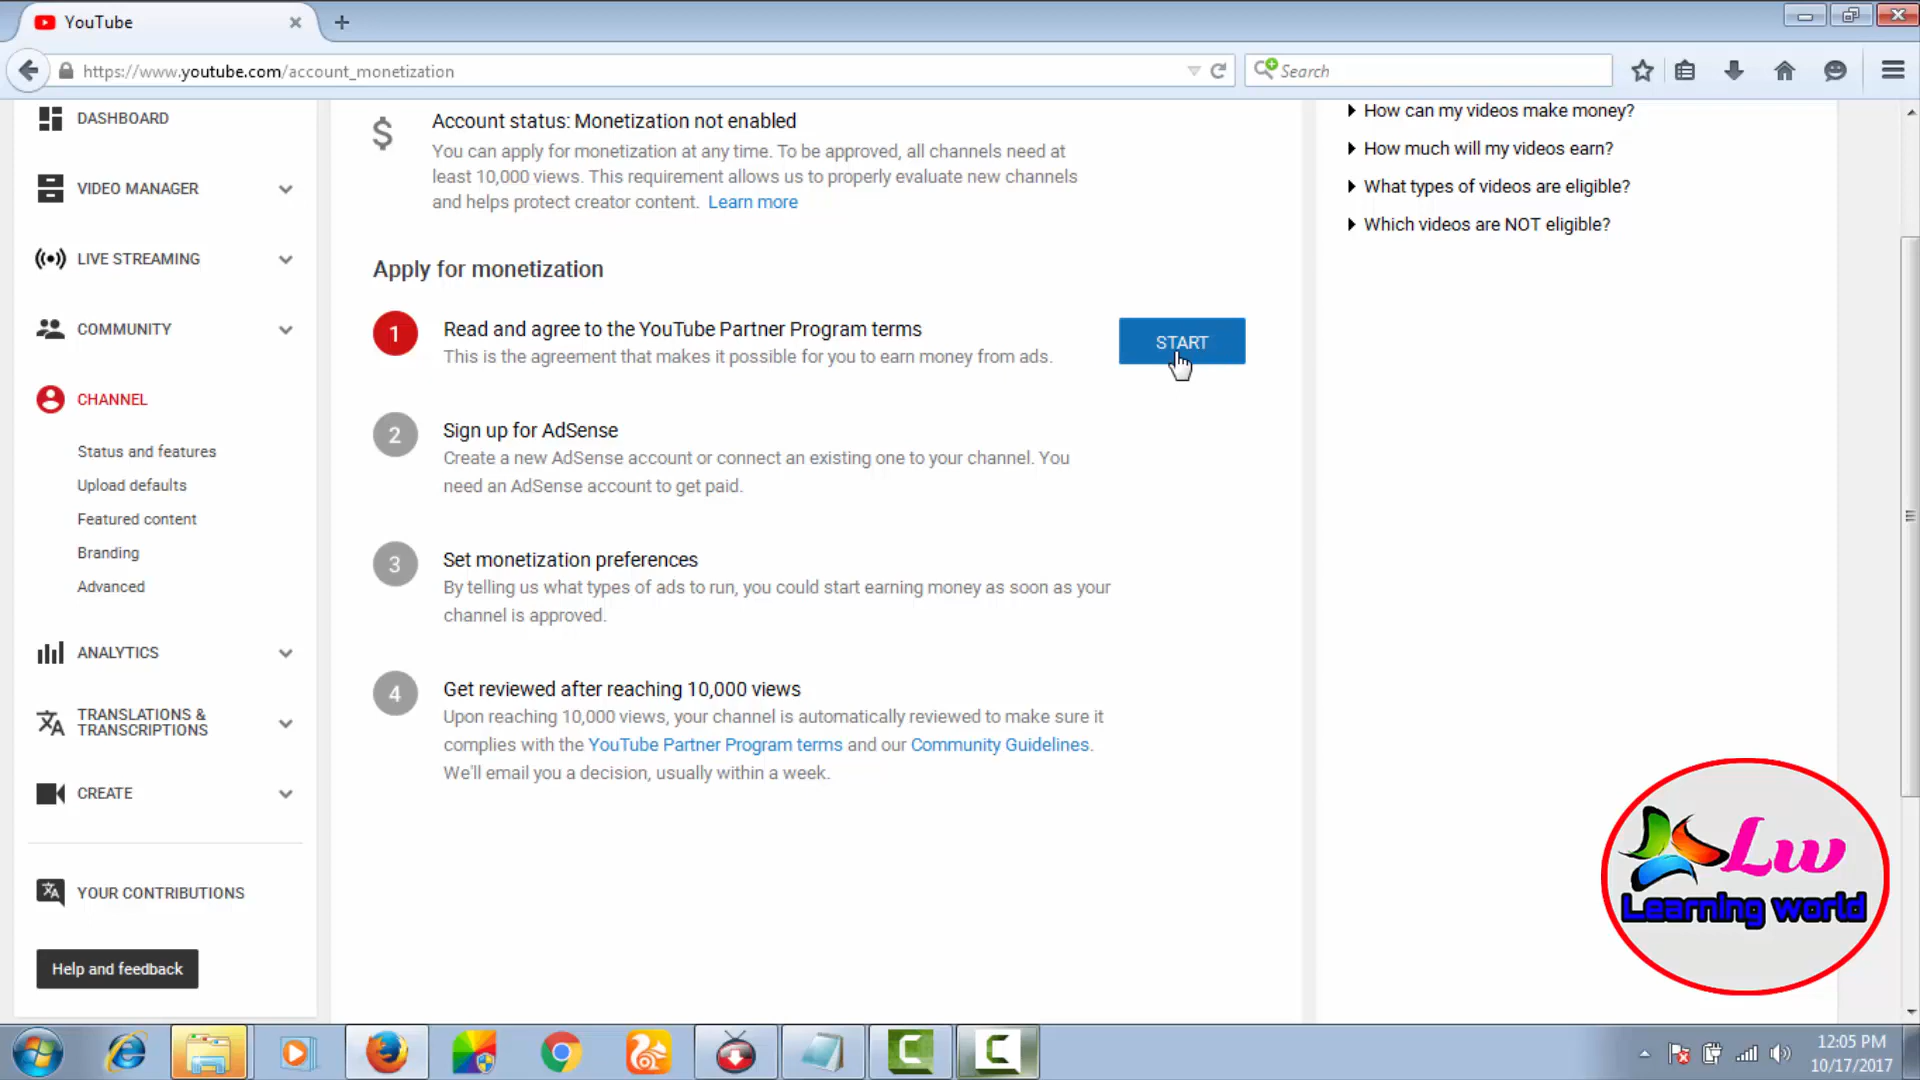 YouTube
https://www.youtube.com/account_monetization
Search
DASHBOARD
VIDEO MANAGER
LIVE STREAMING
COMMUNITY
CHANNEL
Status and features
Upload defaults
Featured content
Branding
Advanced
ANALYTICS
TRANSLATIONS &
TRANSCRIPTIONS
CREATE
YOUR CONTRIBUTIONS
Help and feedback
$
Account status: Monetization not enabled
You can apply for monetization at any time. To be approved, all channels need at
least 10,000 views. This requirement allows us to properly evaluate new channels
and helps protect creator content. Learn more
Apply for monetization
1
Read and agree to the YouTube Partner Program terms
This is the agreement that makes it possible for you to earn money from ads.
START
2
Sign up for AdSense
Create a new AdSense account or connect an existing one to your channel. You
need an AdSense account to get paid.
3
Set monetization preferences
By telling us what types of ads to run, you could start earning money as soon as your
channel is approved.
4
Get reviewed after reaching 10,000 views
Upon reaching 10,000 views, your channel is automatically reviewed to make sure it
complies with the YouTube Partner Program terms and our Community Guidelines.
We'll email you a decision, usually within a week.
How can my videos make money?
How much will my videos earn?
What types of videos are eligible?
Which videos are NOT eligible?
Lw
Learning world
12:05 PM
10/17/2017